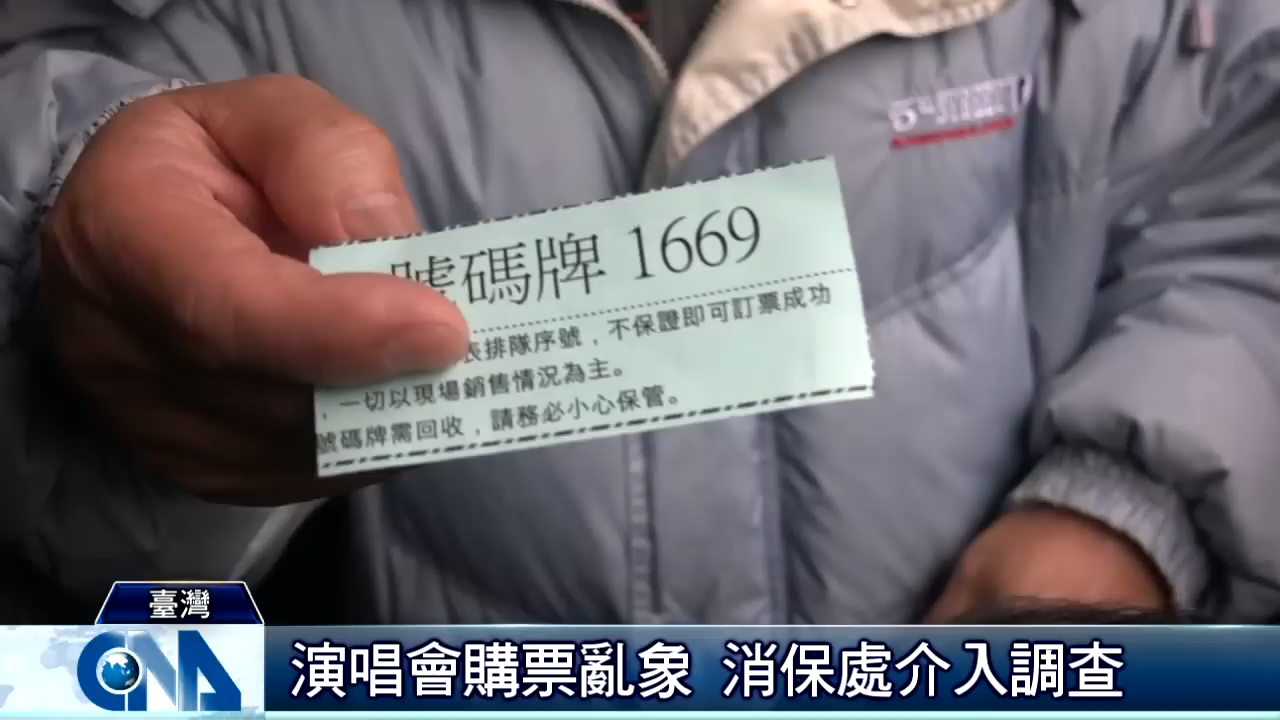 號碼牌 1669
表排隊序號，不保證即可訂票成功
，一切以現場銷售情況為主。
號碼牌需回收，請務必小心保管。
臺灣
CNA
演唱會購票亂象 消保處介入調查